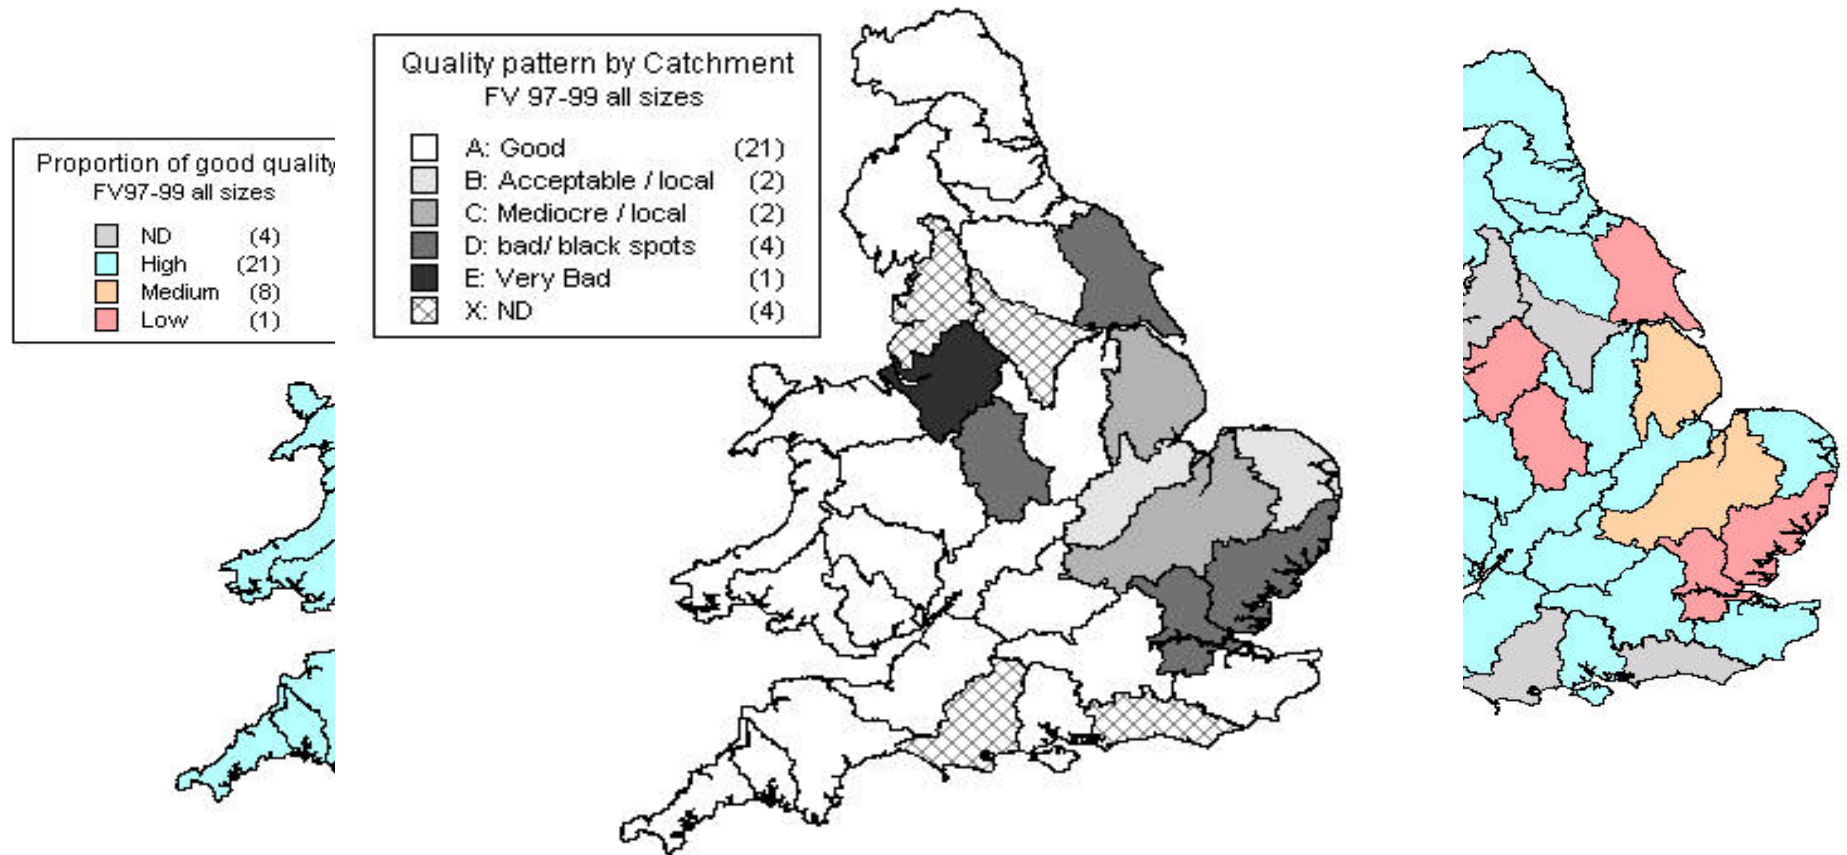 Proportion of good quality
FV97-99 all sizes
ND (4)
High (21)
Medium (8)
Low (1)
Quality pattern by Catchment
FV 97-99 all sizes
A: Good (21)
B: Acceptable / local (2)
C: Mediocre / local (2)
D: bad/ black spots (4)
E: Very Bad (1)
X: ND (4)